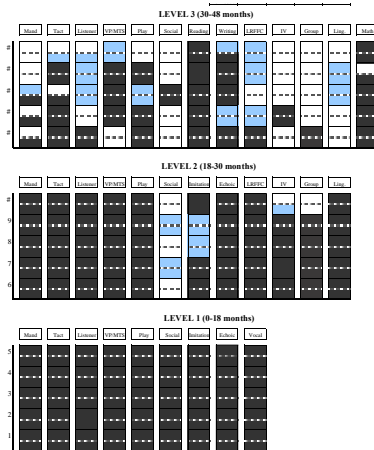 LEVEL 3 (30-48 months)
Mand Tact Listener VP/MTS Play Social Reading Writing LRFFC IV Group Ling. Math
#
#
#
#
#
LEVEL 2 (18-30 months)
Mand Tact Listener VP/MTS Play Social Imitation Echoic LRFFC IV Group Ling.
#
9
8
7
6
LEVEL 1 (0-18 months)
Mand Tact Listener VP/MTS Play Social Imitation Echoic Vocal
5
4
3
2
1